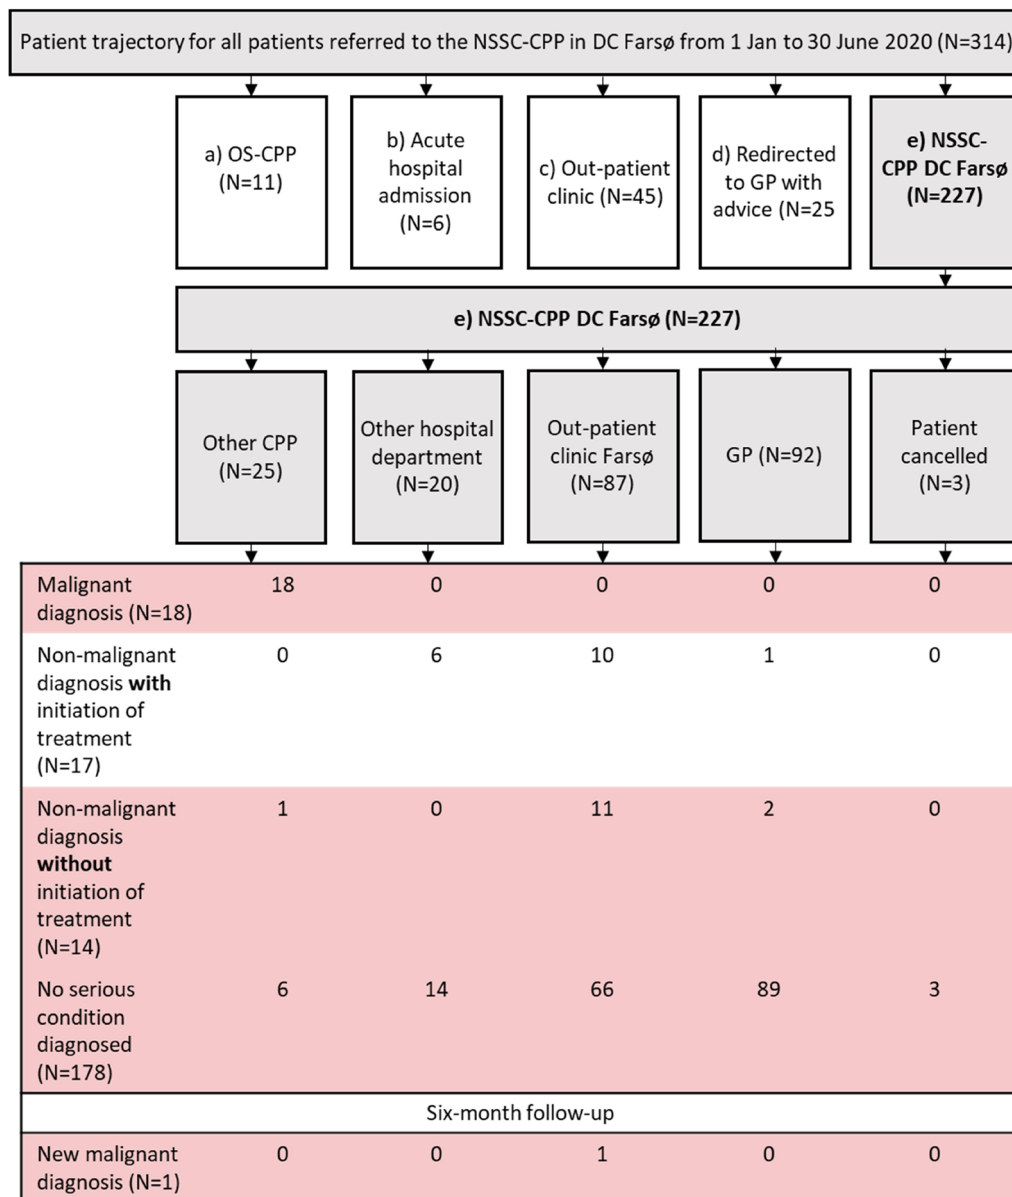 Patient trajectory for all patients referred to the NSSC-CPP in DC Farsø from 1 Jan to 30 June 2020 (N=314)
a) OS-CPP
(N=11)
b) Acute
hospital
admission
(N=6)
c) Out-patient
clinic (N=45)
d) Redirected
to GP with
advice (N=25
e) NSSC-
CPP DC Farsø
(N=227)
e) NSSC-CPP DC Farsø (N=227)
Other CPP
(N=25)
Other hospital
department
(N=20)
Out-patient
clinic Farsø
(N=87)
GP (N=92)
Patient
cancelled
(N=3)
Malignant
diagnosis (N=18)
18 0 0 0 0
Non-malignant
diagnosis with
initiation of
treatment
(N=17)
0 6 10 1 0
Non-malignant
diagnosis
without
initiation of
treatment
(N=14)
1 0 11 2 0
No serious
condition
diagnosed
(N=178)
6 14 66 89 3
Six-month follow-up
New malignant
diagnosis (N=1)
0 0 1 0 0